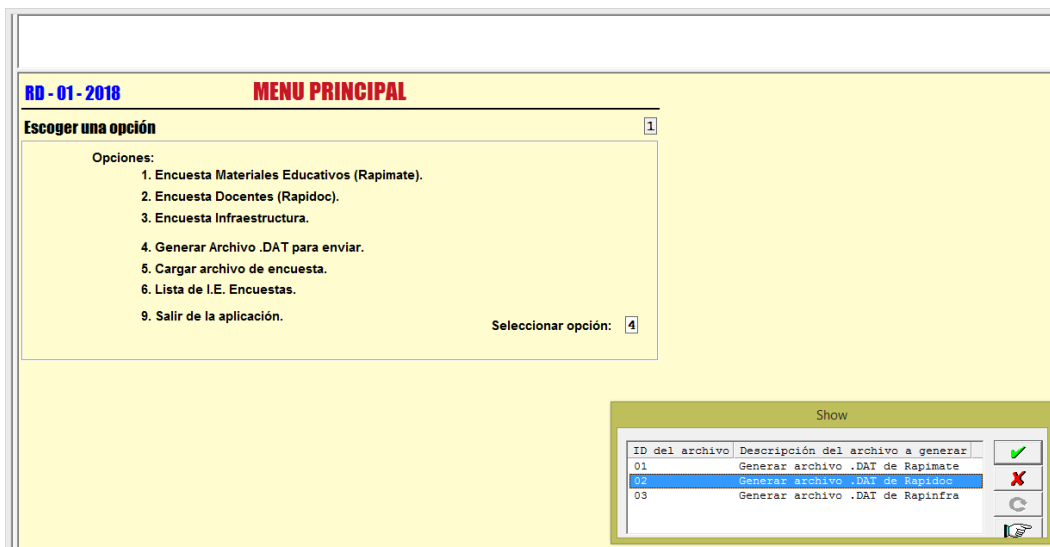 RD - 01 - 2018 MENU PRINCIPAL
Escoger una opción 1
Opciones:
1. Encuesta Materiales Educativos (Rapimate).
2. Encuesta Docentes (Rapidoc).
3. Encuesta Infraestructura.
4. Generar Archivo .DAT para enviar.
5. Cargar archivo de encuesta.
6. Lista de I.E. Encuestas.
9. Salir de la aplicación.
Seleccionar opción: 4
Show
ID del archivo Descripción del archivo a generar
01 Generar archivo .DAT de Rapimate
02 Generar archivo .DAT de Rapidoc
03 Generar archivo .DAT de Rapinfra